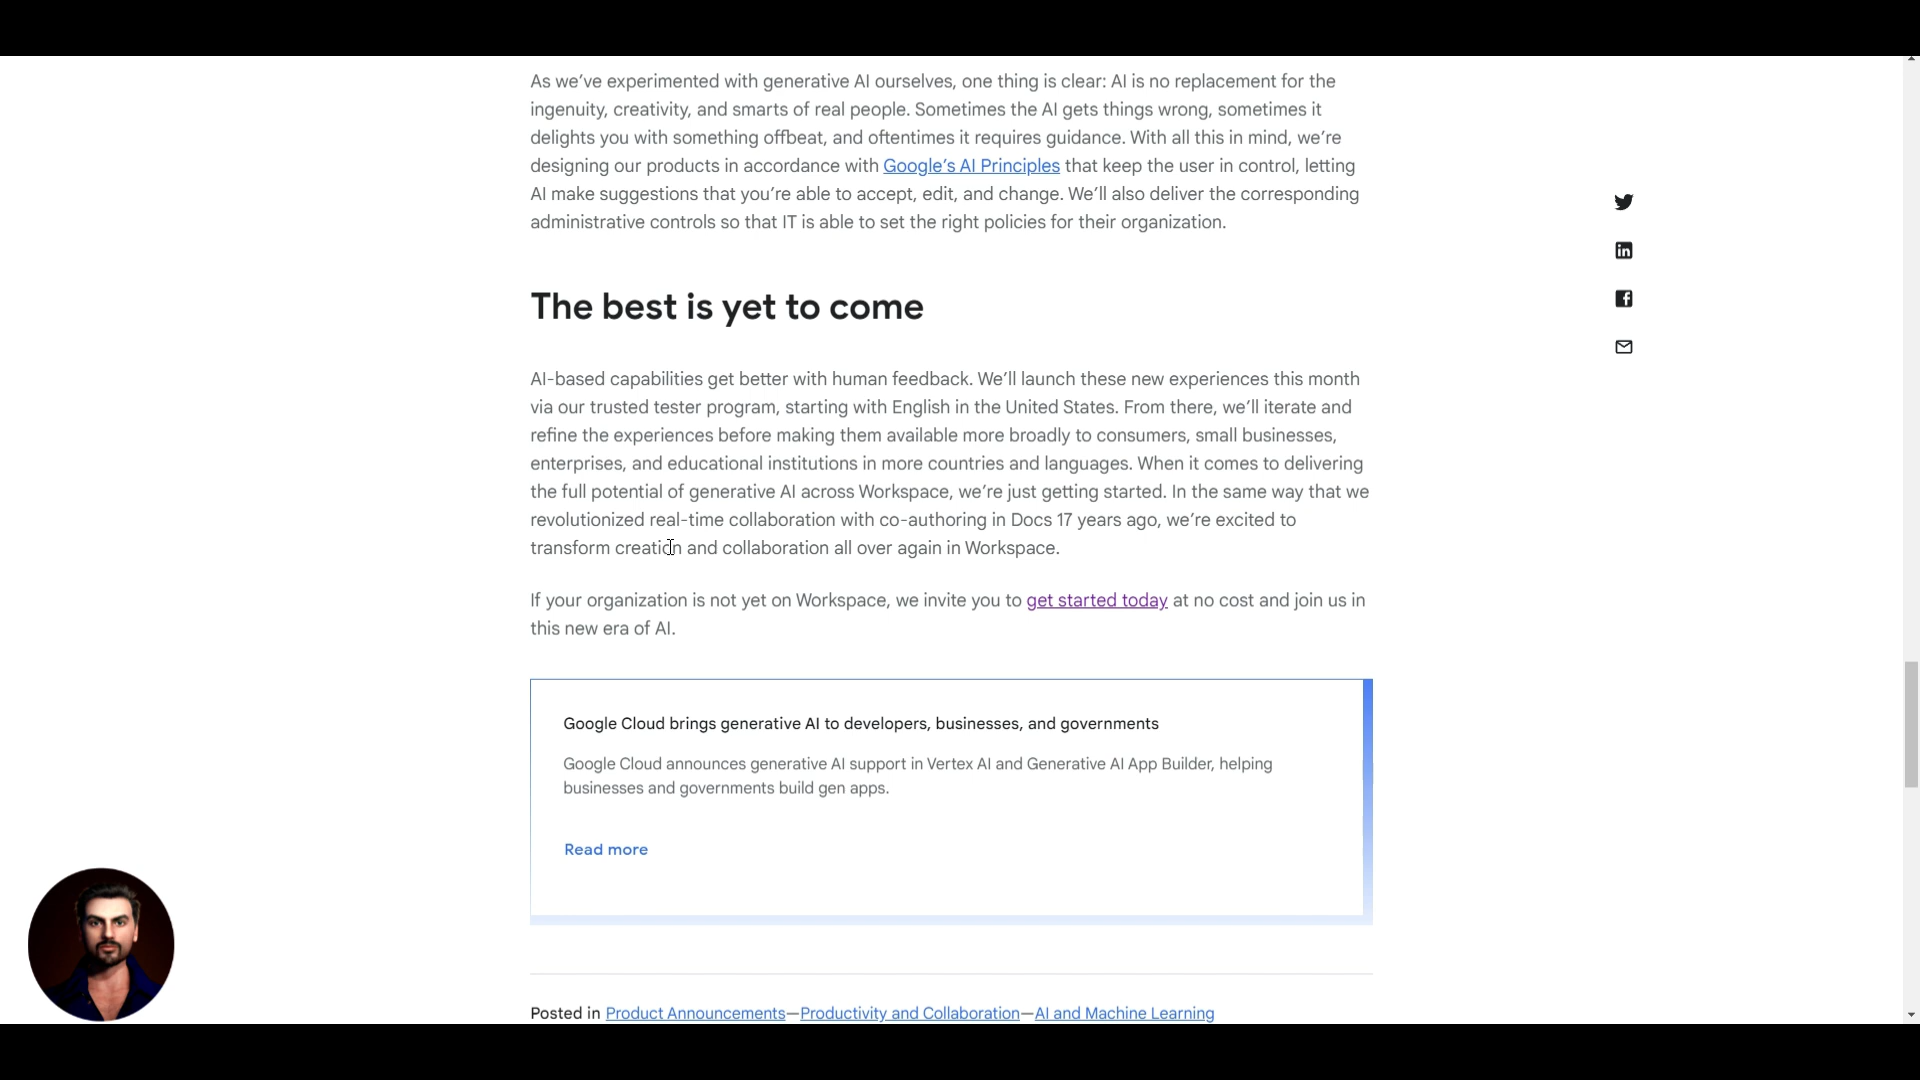 As we’ve experimented with generative AI ourselves, one thing is clear: AI is no replacement for the
ingenuity, creativity, and smarts of real people. Sometimes the AI gets things wrong, sometimes it
delights you with something offbeat, and oftentimes it requires guidance. With all this in mind, we’re
designing our products in accordance with Google’s AI Principles that keep the user in control, letting
AI make suggestions that you’re able to accept, edit, and change. We’ll also deliver the corresponding
administrative controls so that IT is able to set the right policies for their organization.
The best is yet to come
AI-based capabilities get better with human feedback. We’ll launch these new experiences this month
via our trusted tester program, starting with English in the United States. From there, we’ll iterate and
refine the experiences before making them available more broadly to consumers, small businesses,
enterprises, and educational institutions in more countries and languages. When it comes to delivering
the full potential of generative AI across Workspace, we’re just getting started. In the same way that we
revolutionized real-time collaboration with co-authoring in Docs 17 years ago, we’re excited to
transform creation and collaboration all over again in Workspace.
If your organization is not yet on Workspace, we invite you to get started today at no cost and join us in
this new era of AI.
Google Cloud brings generative AI to developers, businesses, and governments
Google Cloud announces generative AI support in Vertex AI and Generative AI App Builder, helping
businesses and governments build gen apps.
Read more
Posted in Product Announcements—Productivity and Collaboration—AI and Machine Learning